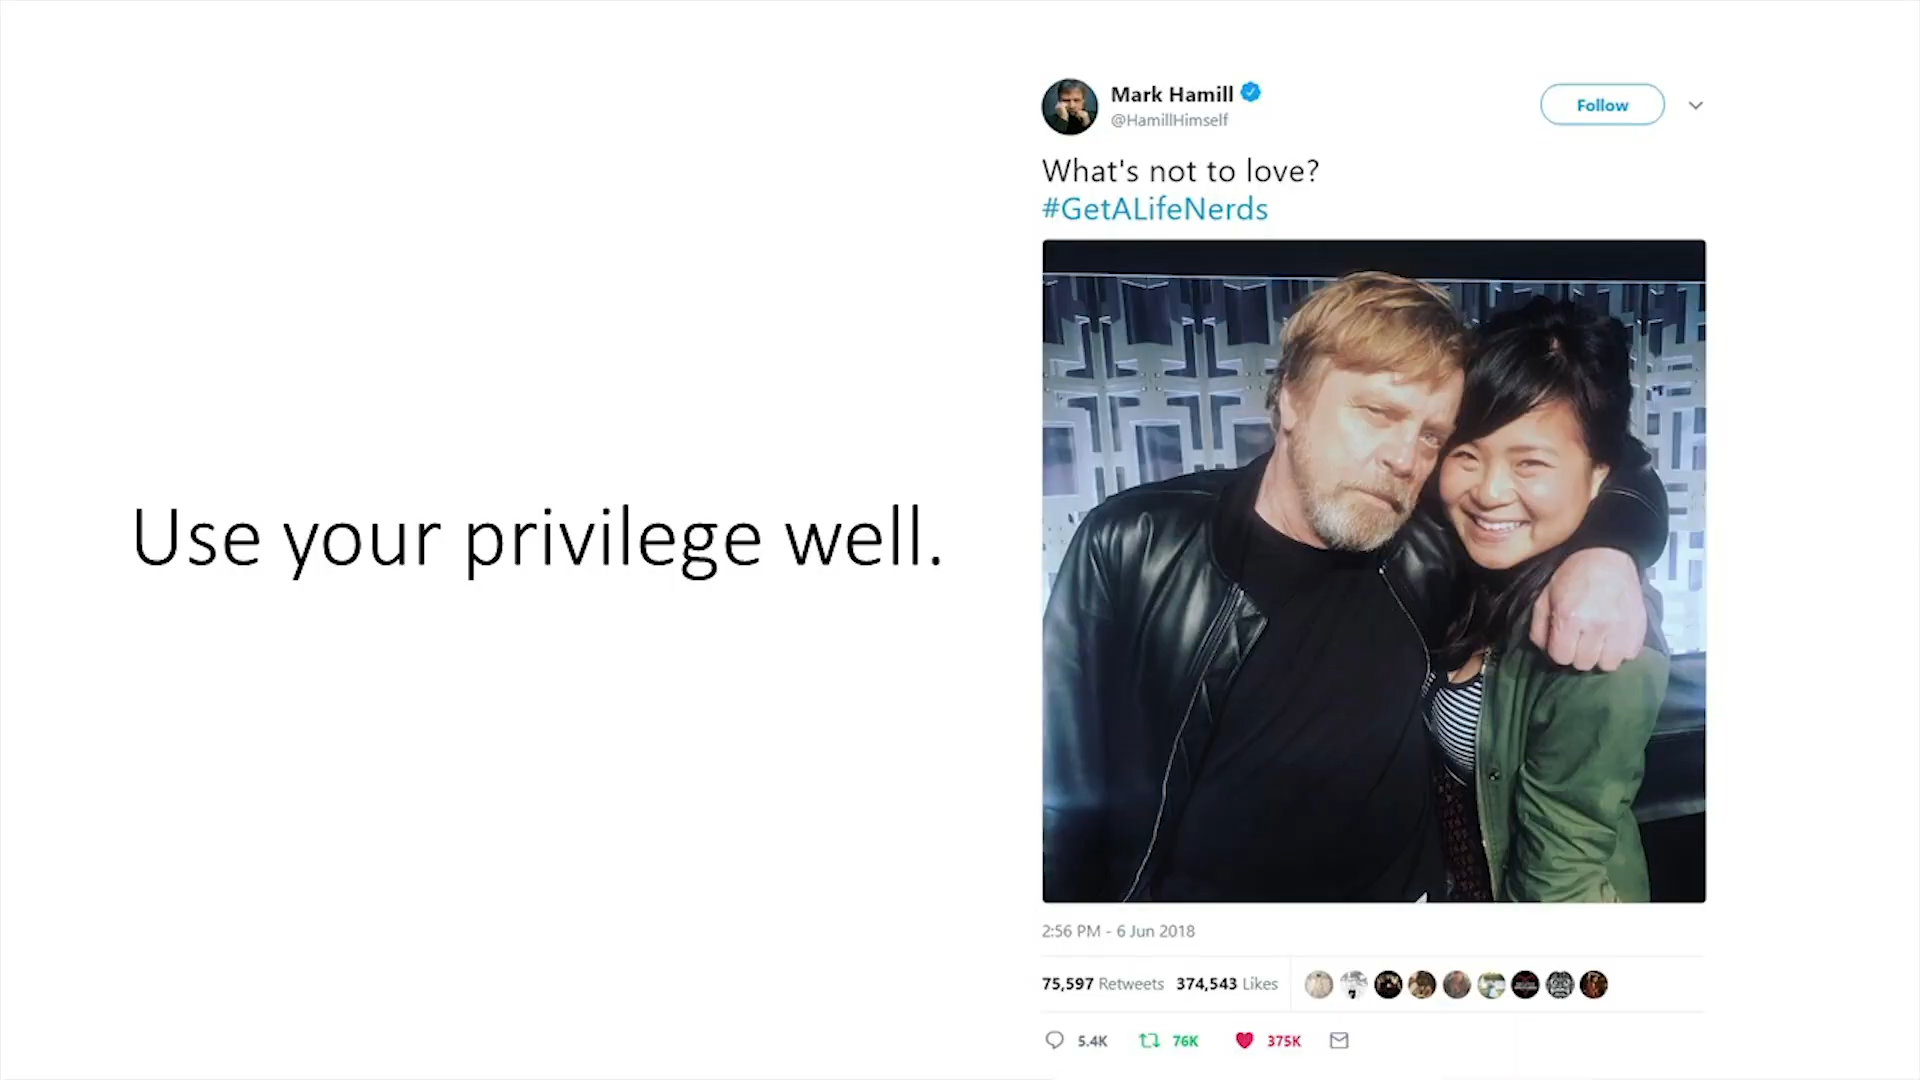 Use your privilege well.
Mark Hamill
@HamillHimself
Follow
What's not to love?
#GetALifeNerds
2:56 PM - 6 Jun 2018
75,597 Retweets 374,543 Likes
5.4K 76K 375K